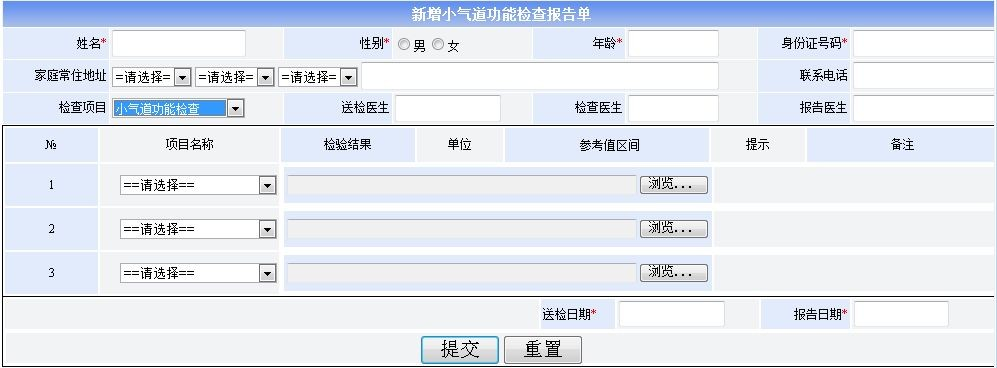 新增小气道功能检查报告单
姓名* 性别* 男 女 年龄* 身份证号码*
家庭常住地址 =请选择= =请选择= =请选择= 联系电话
检查项目 小气道功能检查 送检医生 检查医生 报告医生
№ 项目名称 检验结果 单位 参考值区间 提示 备注
1 ==请选择== 浏览...
2 ==请选择== 浏览...
3 ==请选择== 浏览...
送检日期* 报告日期*
提交 重置